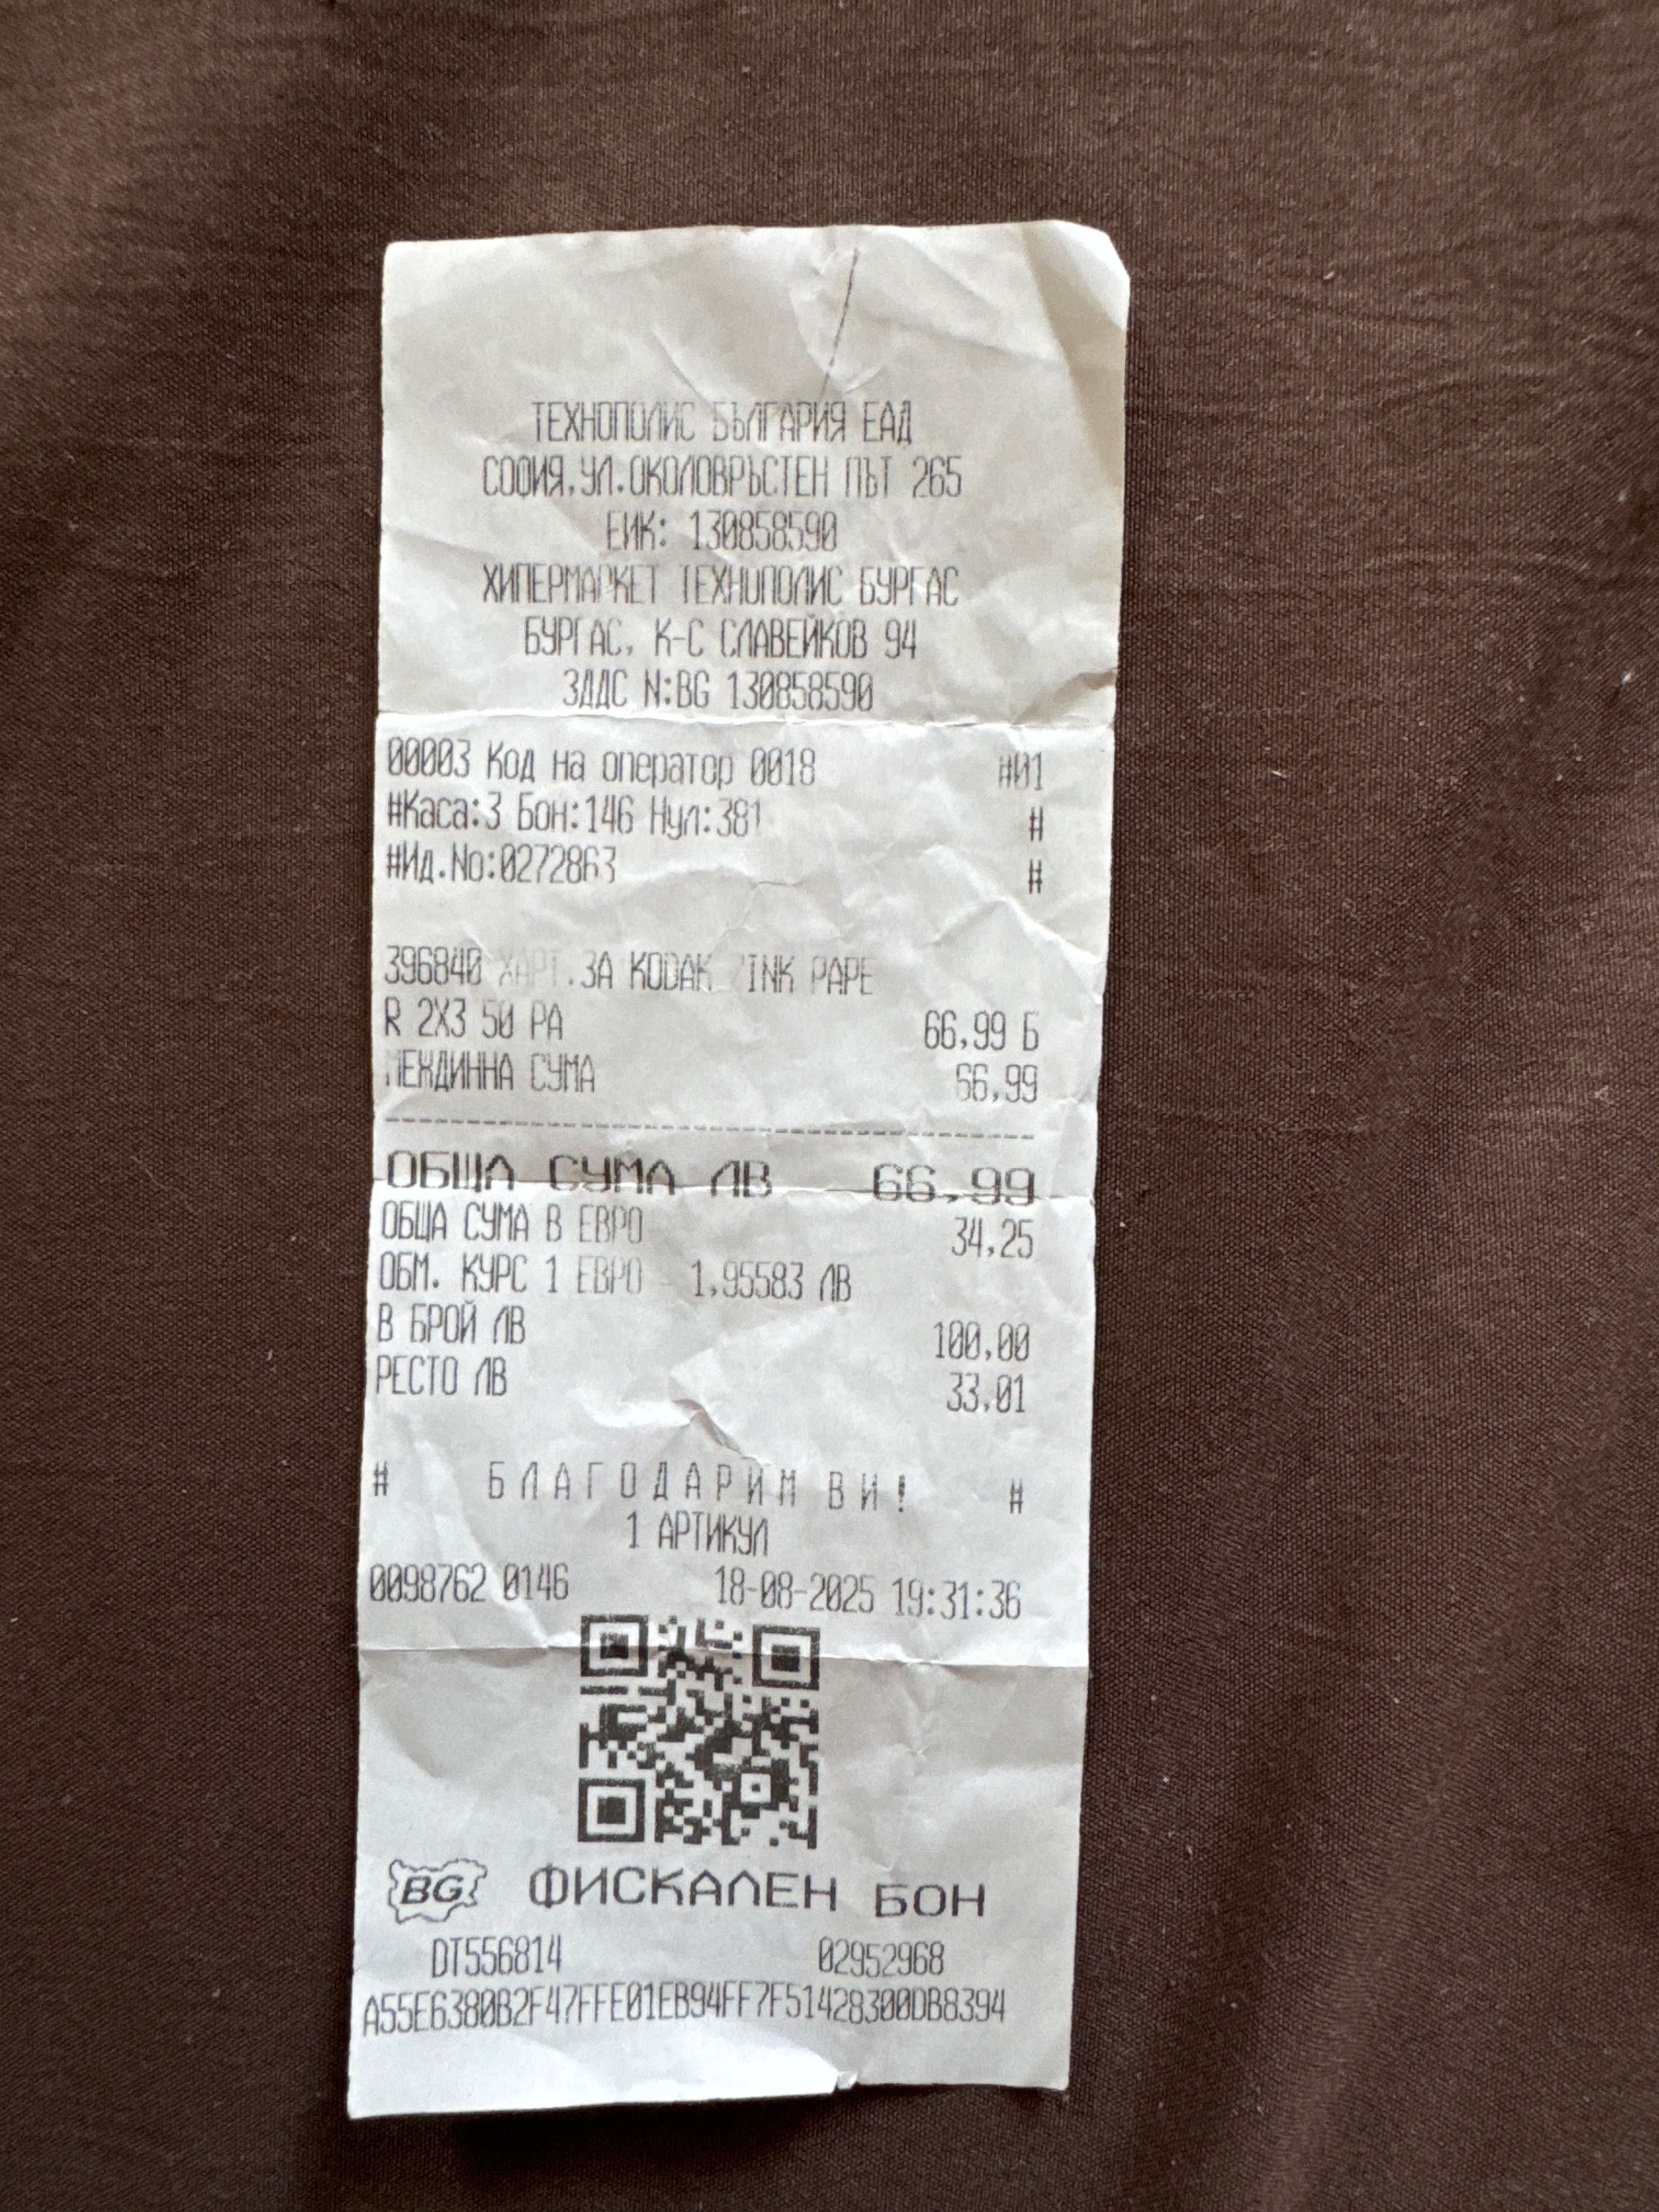 ТЕХНОПОЛИС БЪЛГАРИЯ ЕАД
СОФИЯ,УЛ.ОКОЛОВРЪСТЕН ПЪТ 265
ЕИК: 130858590
ХИПЕРМАРКЕТ ТЕХНОПОЛИС БУРГАС
БУРГАС, К-С СЛАВЕЙКОВ 94
ЗДДС N:BG 130858590
00003 Код на оператор 0018 #01
#Каса:3 Бон:146 Нул:381 #
#Ид.No:0272863 #
396840 ХАРТ.ЗА KODAK ZINK PAPE
R 2X3 50 PA 66,99 Б
МЕЖДИННА СУМА 66,99
ОБЩА СУМА ЛВ 66,99
ОБЩА СУМА В ЕВРО 34,25
ОБМ. КУРС 1 ЕВРО 1,95583 ЛВ
В БРОЙ ЛВ 100,00
РЕСТО ЛВ 33,01
# БЛАГОДАРИМ ВИ! #
1 АРТИКУЛ
0098762 0146 18-08-2025 19:31:36
BG ФИСКАЛЕН БОН
DT556814 02952968
A55E6380B2F47FFE01EB94FF7F51428300DB8394